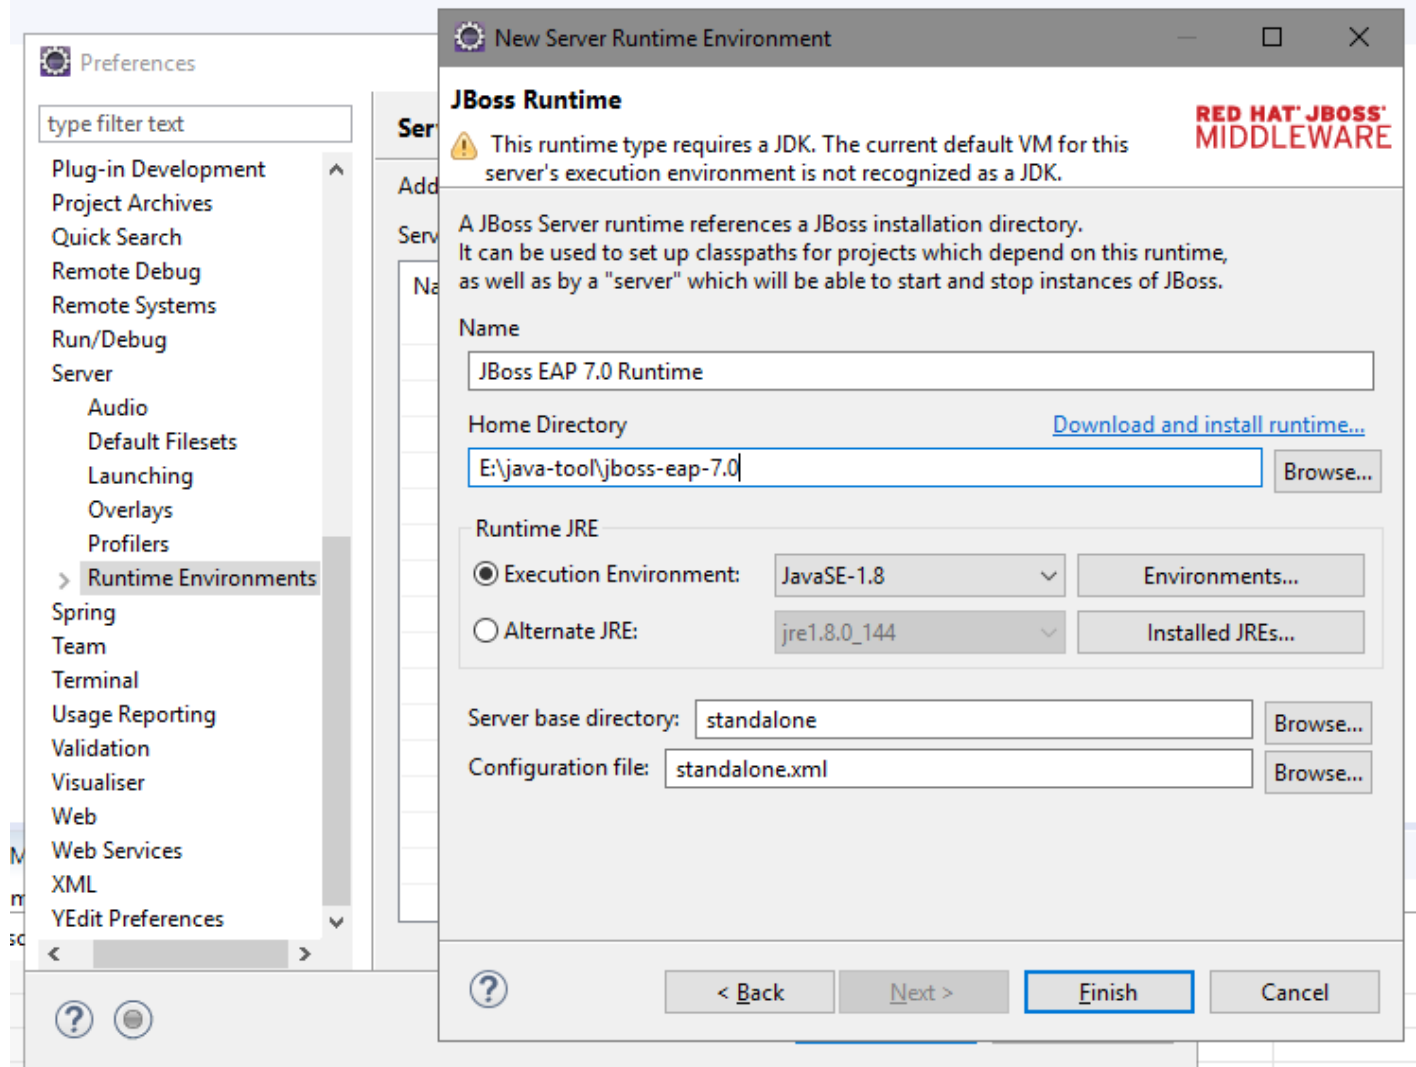 Preferences
type filter text
Plug-in Development
Project Archives
Quick Search
Remote Debug
Remote Systems
Run/Debug
Server
Audio
Default Filesets
Launching
Overlays
Profilers
Runtime Environments
Spring
Team
Terminal
Usage Reporting
Validation
Visualiser
Web
Web Services
XML
YEdit Preferences
Ser
Add
Serv
Na
New Server Runtime Environment
JBoss Runtime
This runtime type requires a JDK. The current default VM for this
server's execution environment is not recognized as a JDK.
RED HAT JBOSS
MIDDLEWARE
A JBoss Server runtime references a JBoss installation directory.
It can be used to set up classpaths for projects which depend on this runtime,
as well as by a "server" which will be able to start and stop instances of JBoss.
Name
JBoss EAP 7.0 Runtime
Home Directory Download and install runtime...
E:\java-tool\jboss-eap-7.0 Browse...
Runtime JRE
Execution Environment: JavaSE-1.8 Environments...
Alternate JRE: jre1.8.0_144 Installed JREs...
Server base directory: standalone Browse...
Configuration file: standalone.xml Browse...
< Back Next > Finish Cancel